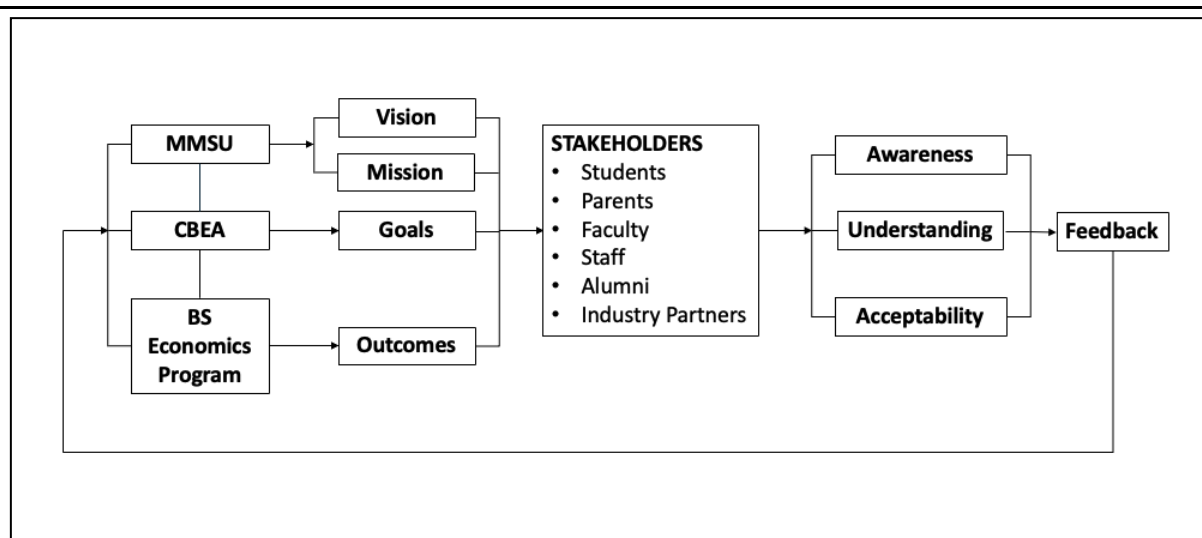 MMSU
CBEA
BS
Economics
Program
Vision
Mission
Goals
Outcomes
STAKEHOLDERS
• Students
• Parents
• Faculty
• Staff
• Alumni
• Industry Partners
Awareness
Understanding
Acceptability
Feedback